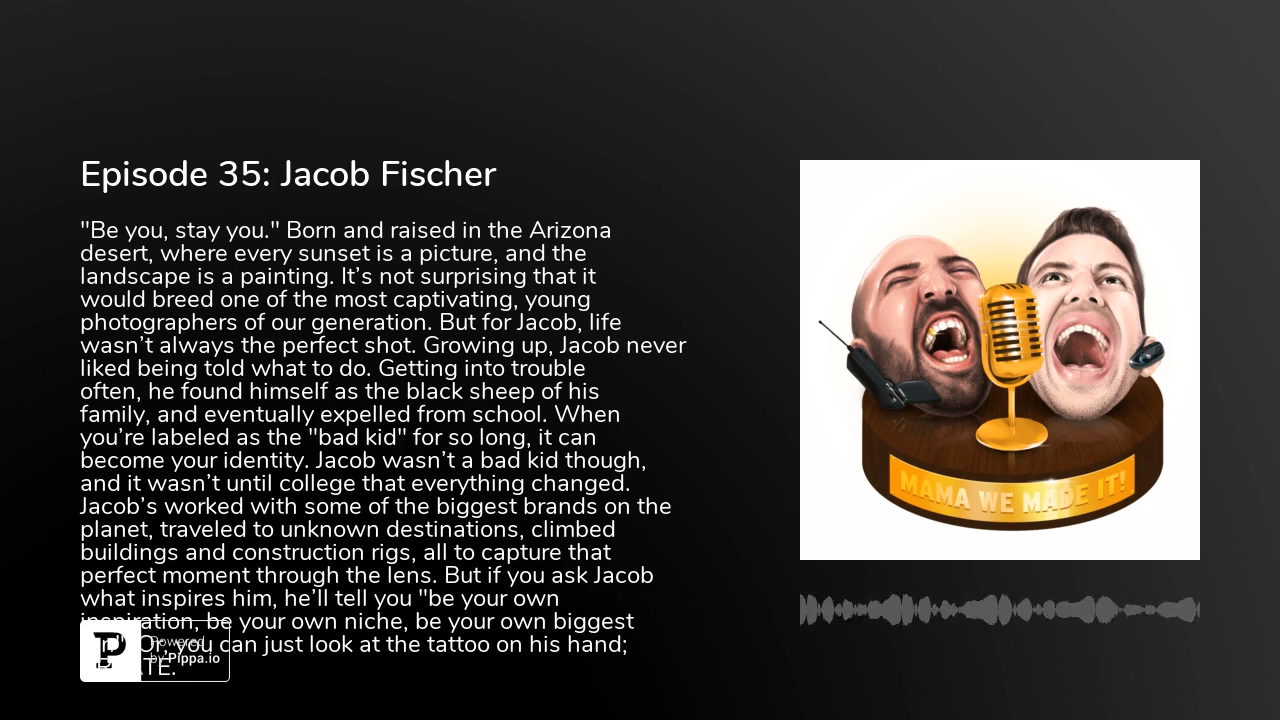 Episode 35: Jacob Fischer
"Be you, stay you." Born and raised in the Arizona
desert, where every sunset is a picture, and the
landscape is a painting. It’s not surprising that it
would breed one of the most captivating, young
photographers of our generation. But for Jacob, life
wasn’t always the perfect shot. Growing up, Jacob never
liked being told what to do. Getting into trouble
often, he found himself as the black sheep of his
family, and eventually expelled from school. When
you’re labeled as the "bad kid" for so long, it can
become your identity. Jacob wasn’t a bad kid though,
and it wasn’t until college that everything changed.
Jacob’s worked with some of the biggest brands on the
planet, traveled to unknown destinations, climbed
buildings and construction rigs, all to capture that
perfect moment through the lens. But if you ask Jacob
what inspires him, he’ll tell you "be your own
inspiration, be your own niche, be your own biggest
Or, you can just look at the tattoo on his hand;
Powered
by Pippa.io
MAMA WE MADE IT!